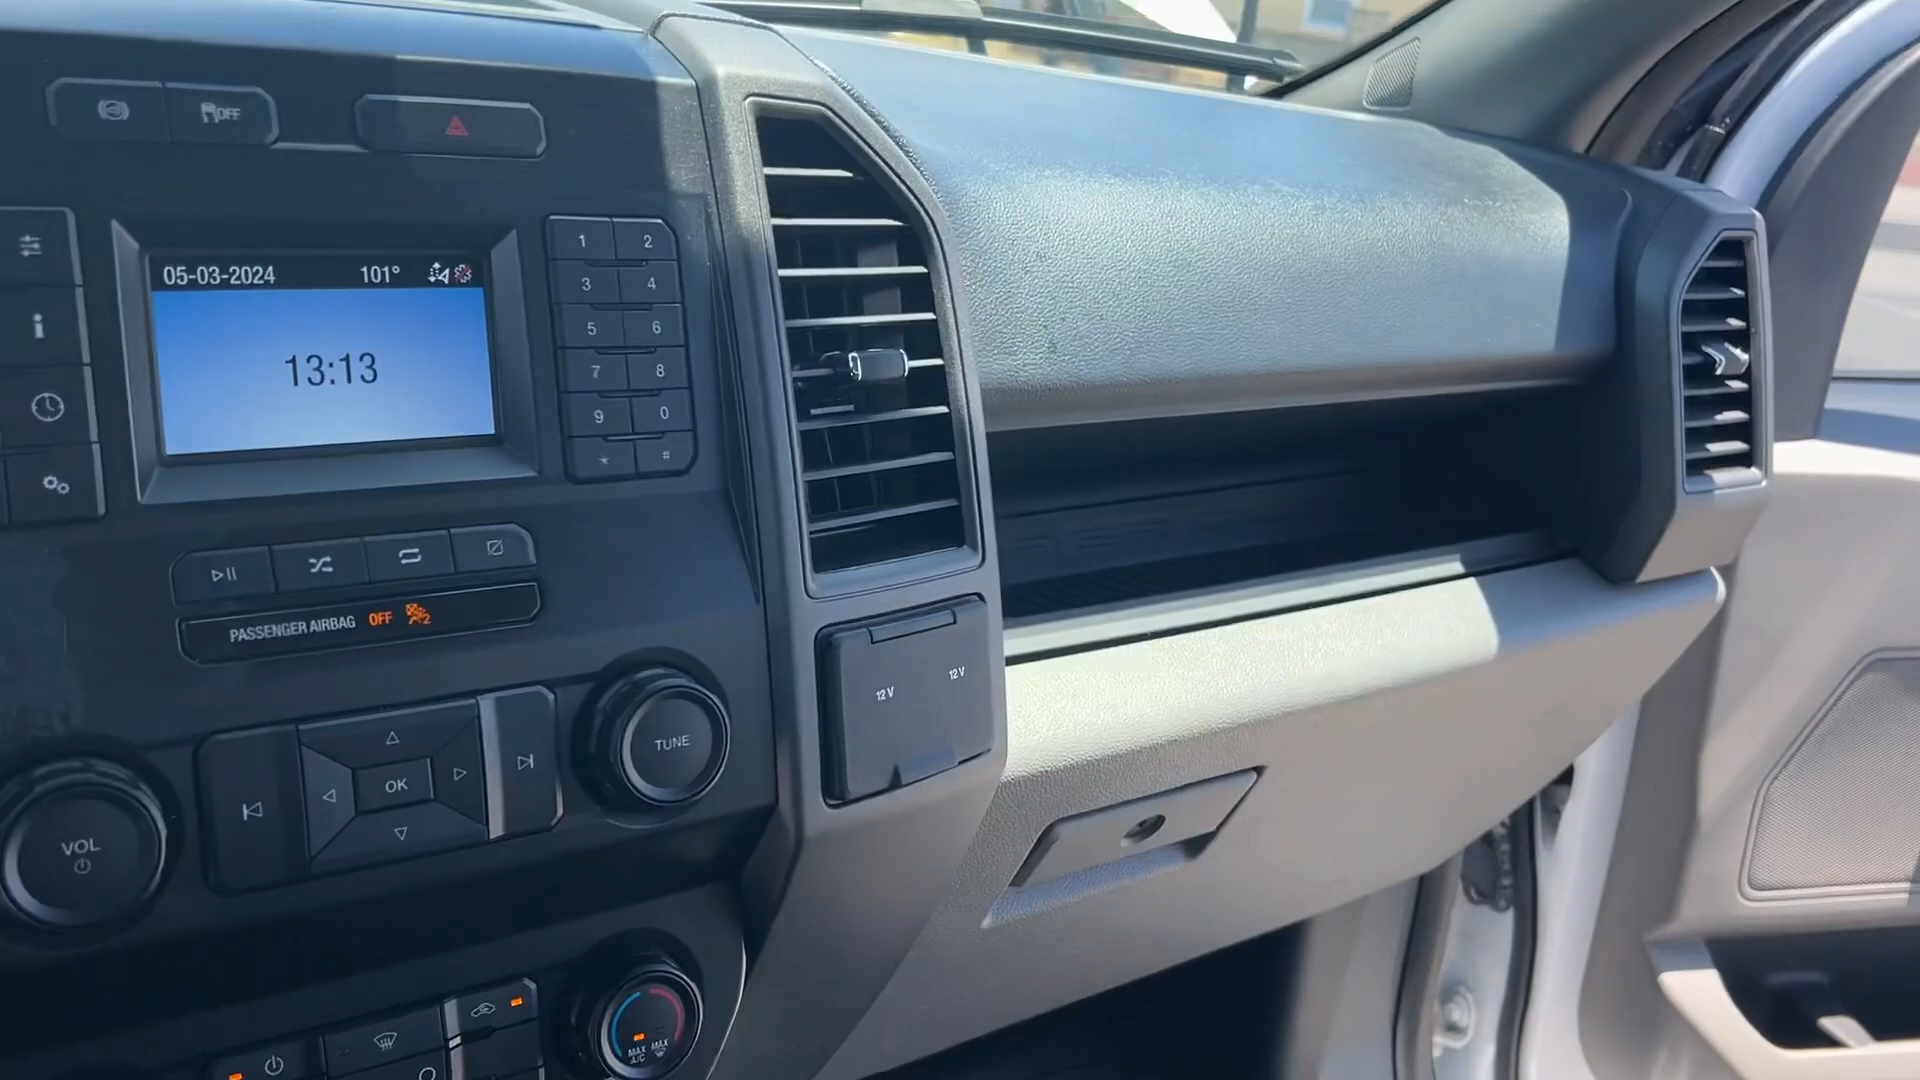 OFF
05-03-2024 101°
13:13
1 2
3 4
5 6
7 8
9 0
* #
PASSENGER AIRBAG OFF 2
12V 12V
TUNE
OK
VOL
MAX A/C MAX